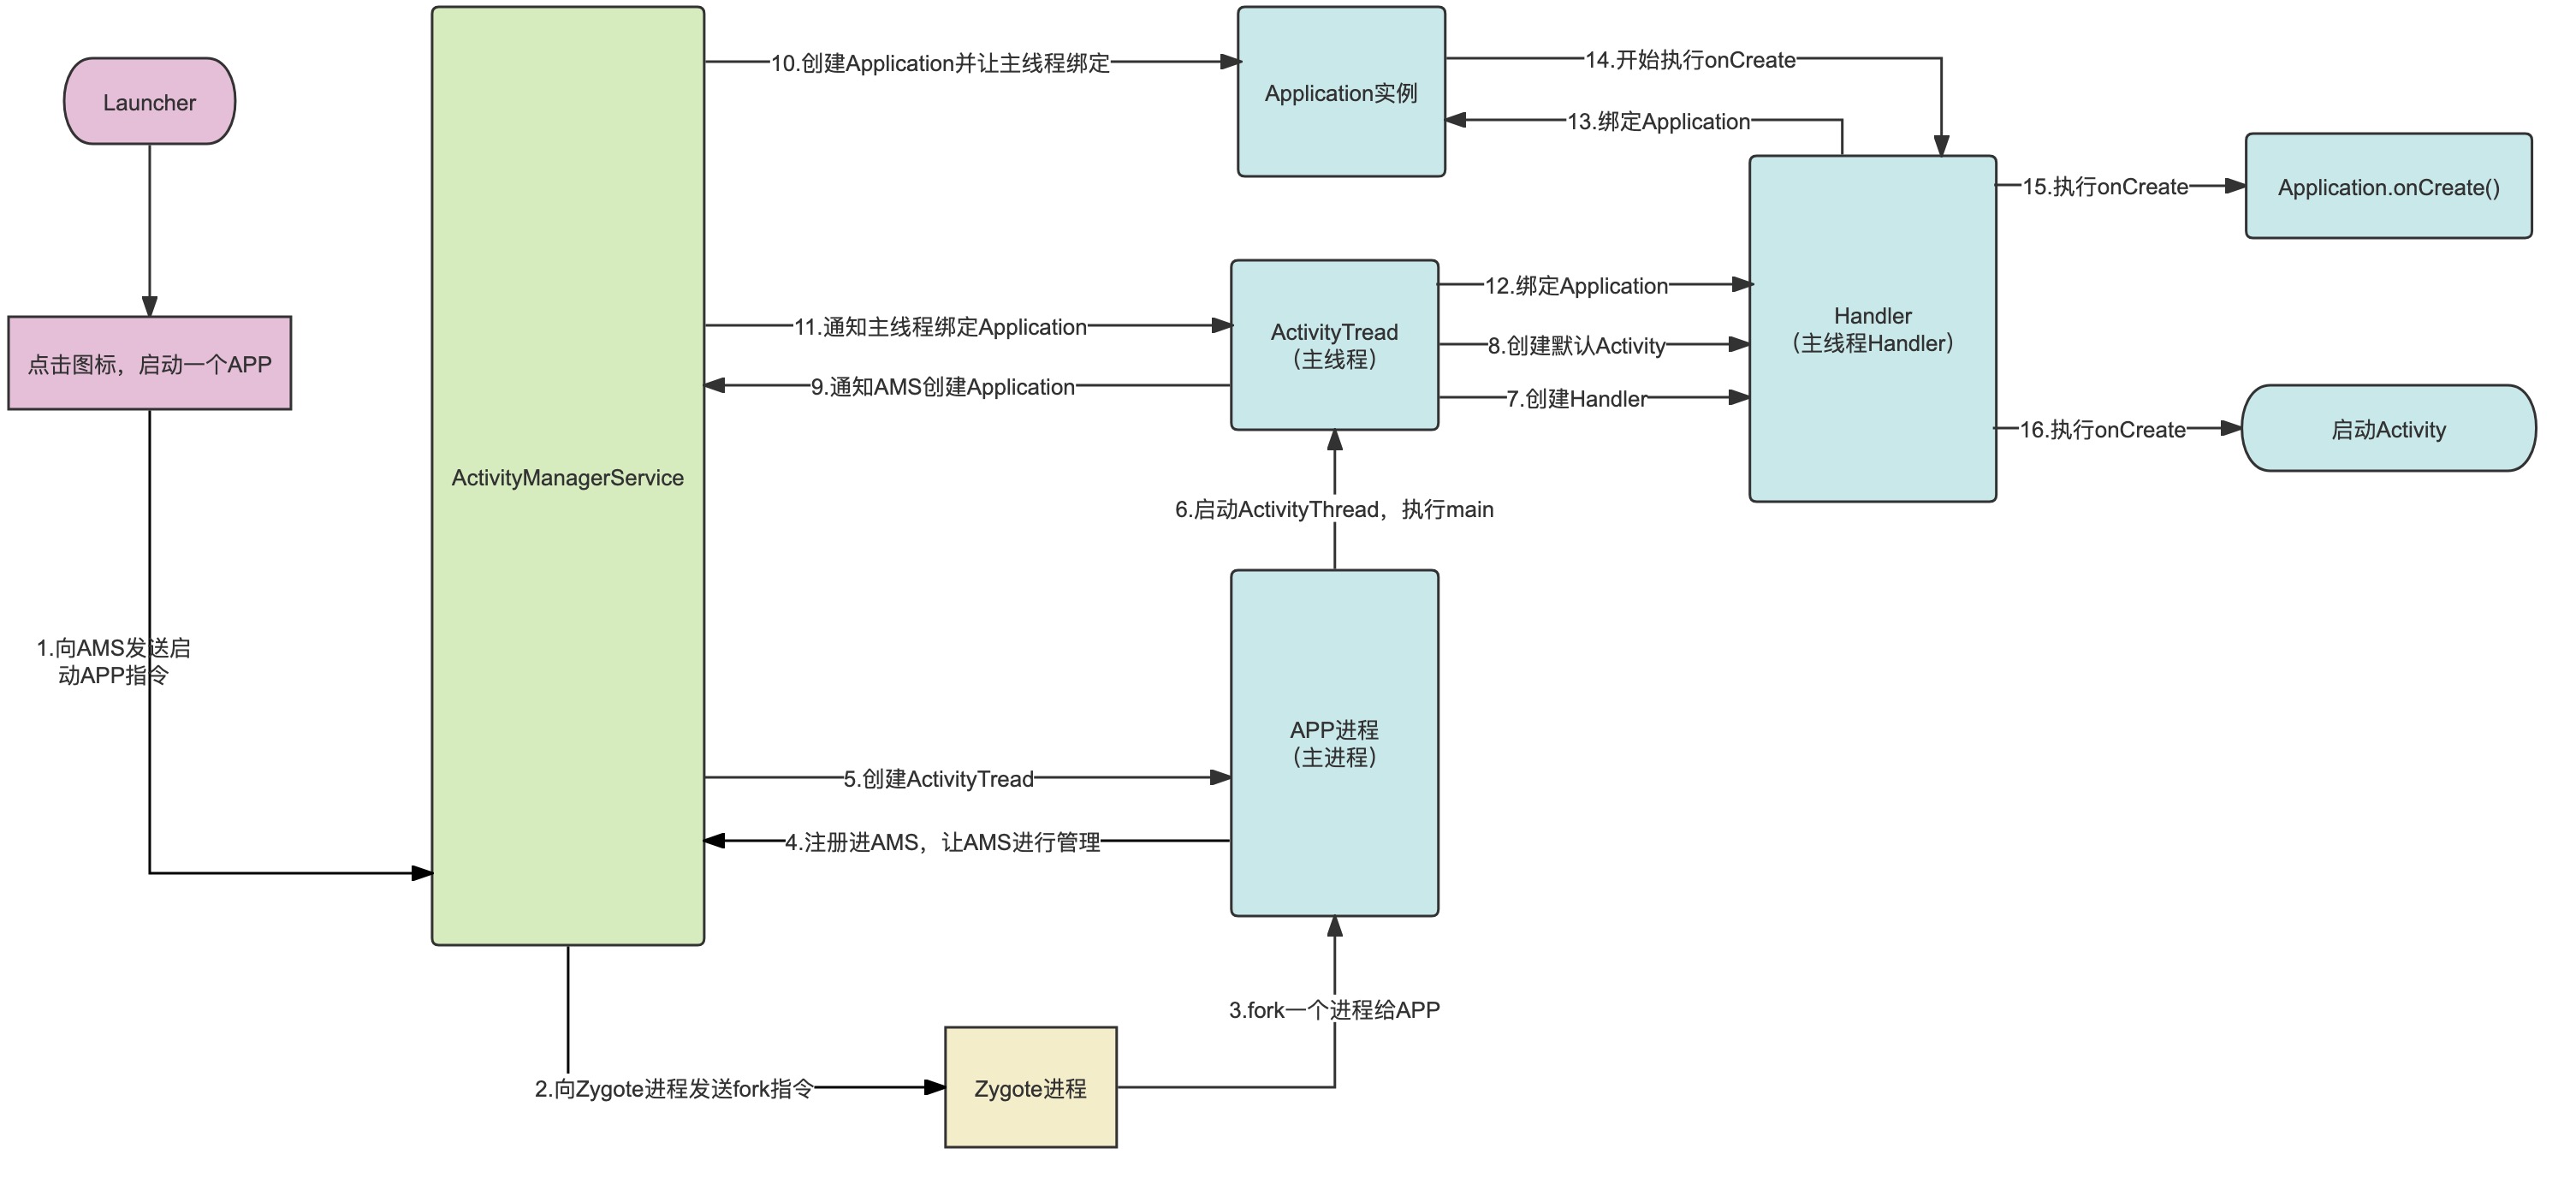 Launcher
点击图标，启动一个APP
1.向AMS发送启
动APP指令
ActivityManagerService
2.向Zygote进程发送fork指令
Zygote进程
3.fork一个进程给APP
APP进程
（主进程）
4.注册进AMS，让AMS进行管理
5.创建ActivityTread
6.启动ActivityThread，执行main
ActivityTread
（主线程）
7.创建Handler
8.创建默认Activity
9.通知AMS创建Application
10.创建Application并让主线程绑定
Application实例
11.通知主线程绑定Application
12.绑定Application
Handler
（主线程Handler）
13.绑定Application
14.开始执行onCreate
15.执行onCreate
Application.onCreate()
16.执行onCreate
启动Activity